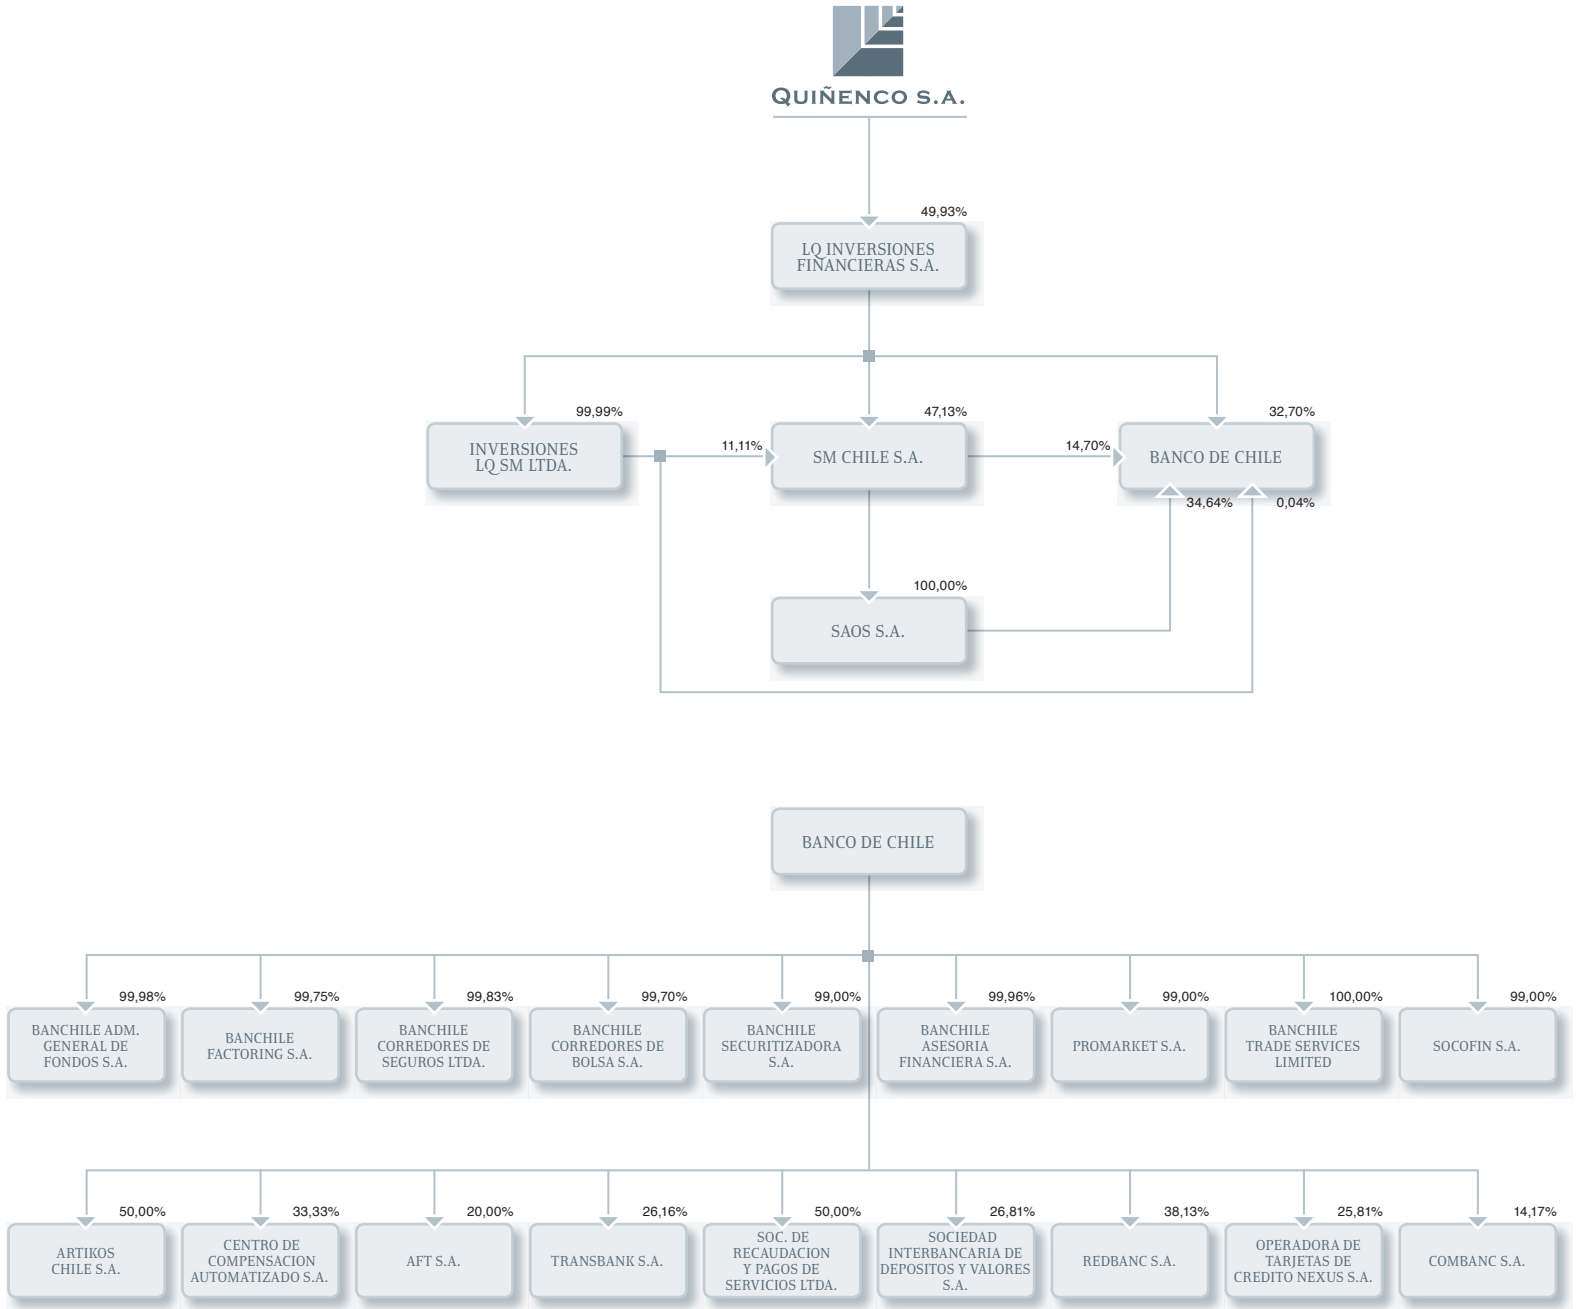 QUIÑENCO S.A.
49,93%
LQ INVERSIONES
FINANCIERAS S.A.
99,99%
INVERSIONES
LQ SM LTDA.
11,11%
47,13%
SM CHILE S.A.
14,70%
32,70%
BANCO DE CHILE
34,64%
0,04%
100,00%
SAOS S.A.
BANCO DE CHILE
99,98%
BANCHILE ADM.
GENERAL DE
FONDOS S.A.
99,75%
BANCHILE
FACTORING S.A.
99,83%
BANCHILE
CORREDORES DE
SEGUROS LTDA.
99,70%
BANCHILE
CORREDORES DE
BOLSA S.A.
99,00%
BANCHILE
SECURITIZADORA
S.A.
99,96%
BANCHILE
ASESORIA
FINANCIERA S.A.
99,00%
PROMARKET S.A.
100,00%
BANCHILE
TRADE SERVICES
LIMITED
99,00%
SOCOFIN S.A.
50,00%
ARTIKOS
CHILE S.A.
33,33%
CENTRO DE
COMPENSACION
AUTOMATIZADO S.A.
20,00%
AFT S.A.
26,16%
TRANSBANK S.A.
50,00%
SOC. DE
RECAUDACION
Y PAGOS DE
SERVICIOS LTDA.
26,81%
SOCIEDAD
INTERBANCARIA DE
DEPOSITOS Y VALORES
S.A.
38,13%
REDBANC S.A.
25,81%
OPERADORA DE
TARJETAS DE
CREDITO NEXUS S.A.
14,17%
COMBANC S.A.